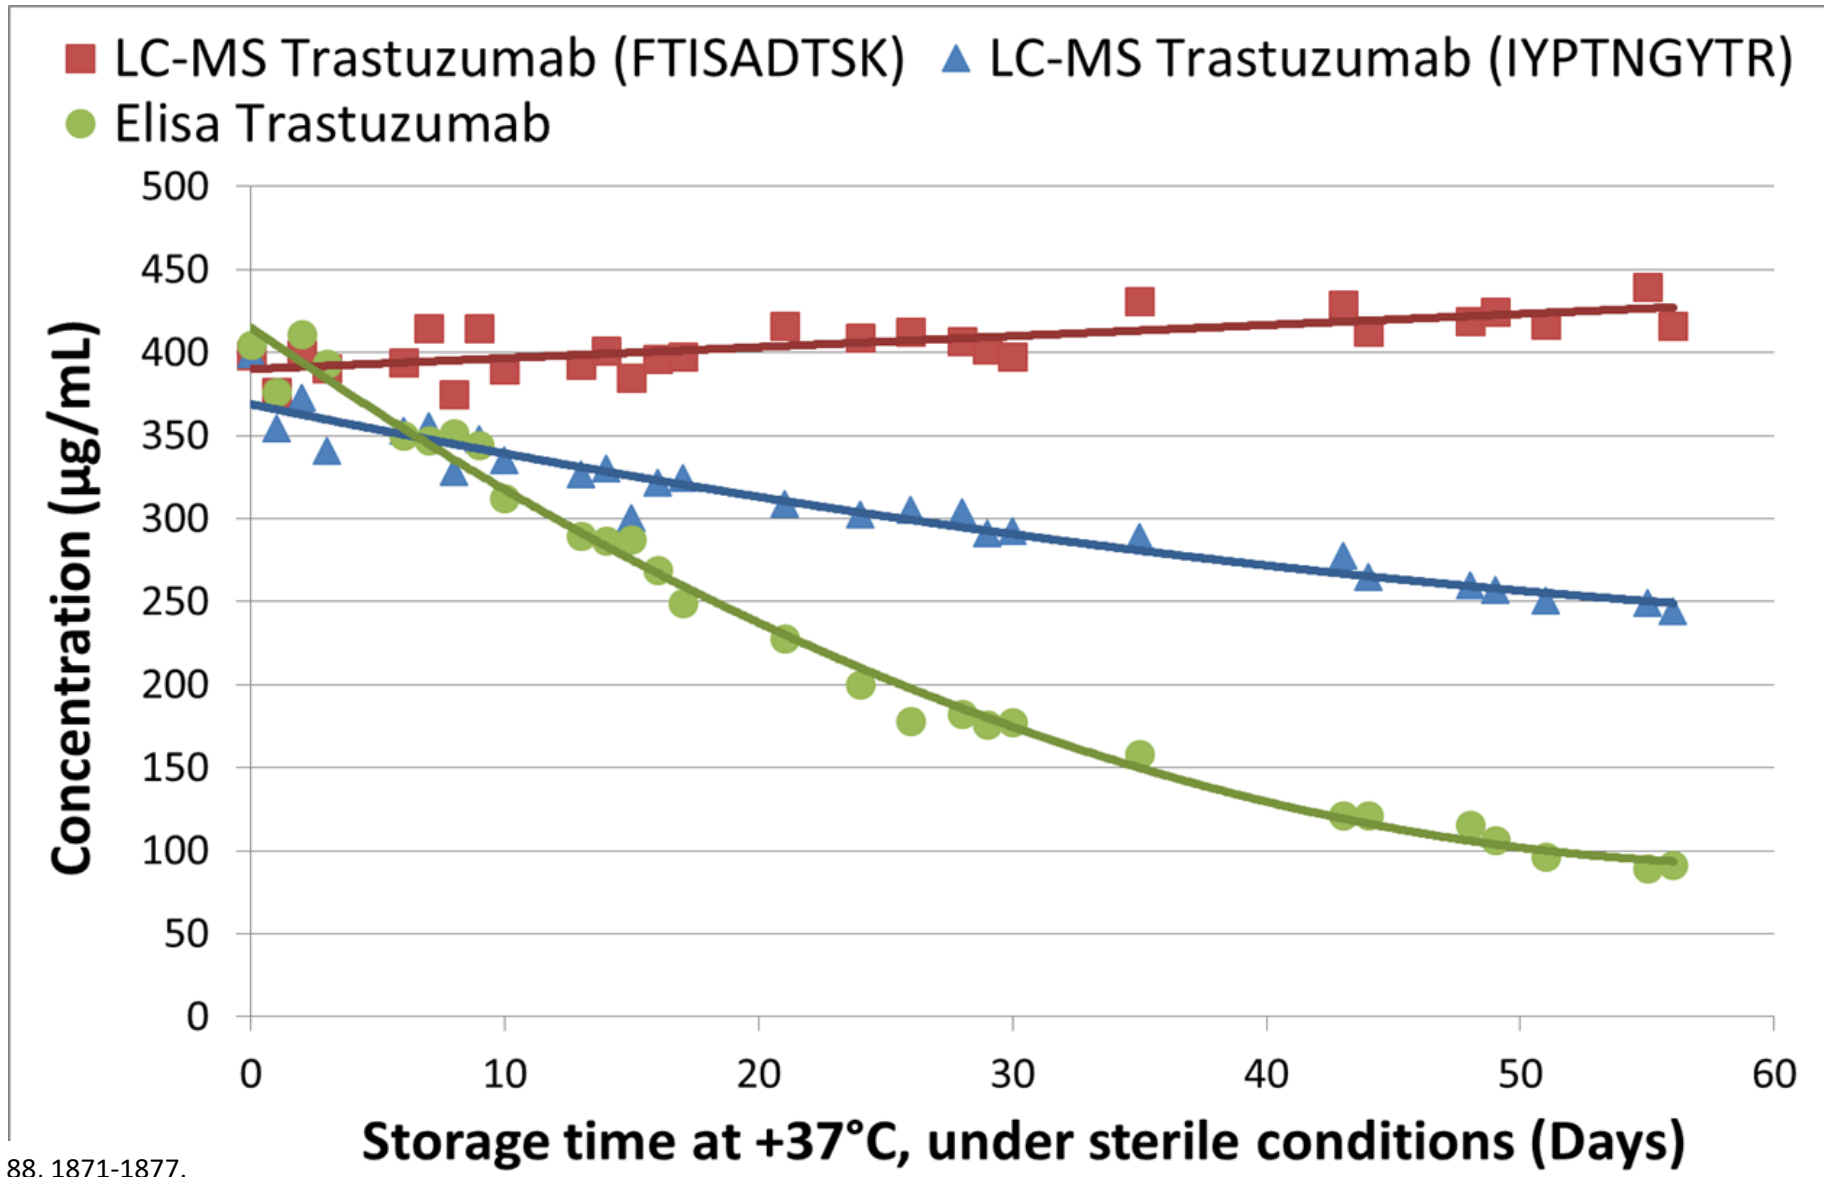 LC-MS Trastuzumab (FTISADTSK) LC-MS Trastuzumab (IYPTNGYTR)
Elisa Trastuzumab
500
450
400
350
300
250
200
150
100
50
0
Concentration (µg/mL)
0 10 20 30 40 50 60
Storage time at +37°C, under sterile conditions (Days)
88. 1871-1877.